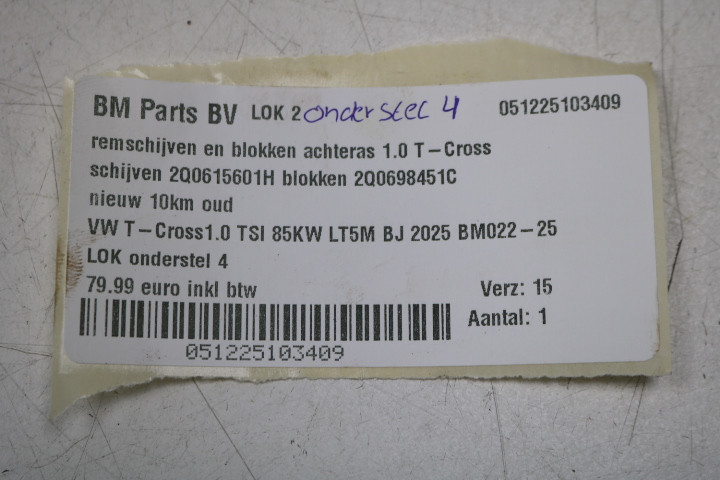 BM Parts BV LOK 2 onderstel 4 051225103409
remschijven en blokken achteras 1.0 T-Cross
schijven 2Q0615601H blokken 2Q0698451C
nieuw 10km oud
VW T-Cross1.0 TSI 85KW LT5M BJ 2025 BM022-25
LOK onderstel 4
79.99 euro inkl btw Verz: 15
Aantal: 1
051225103409